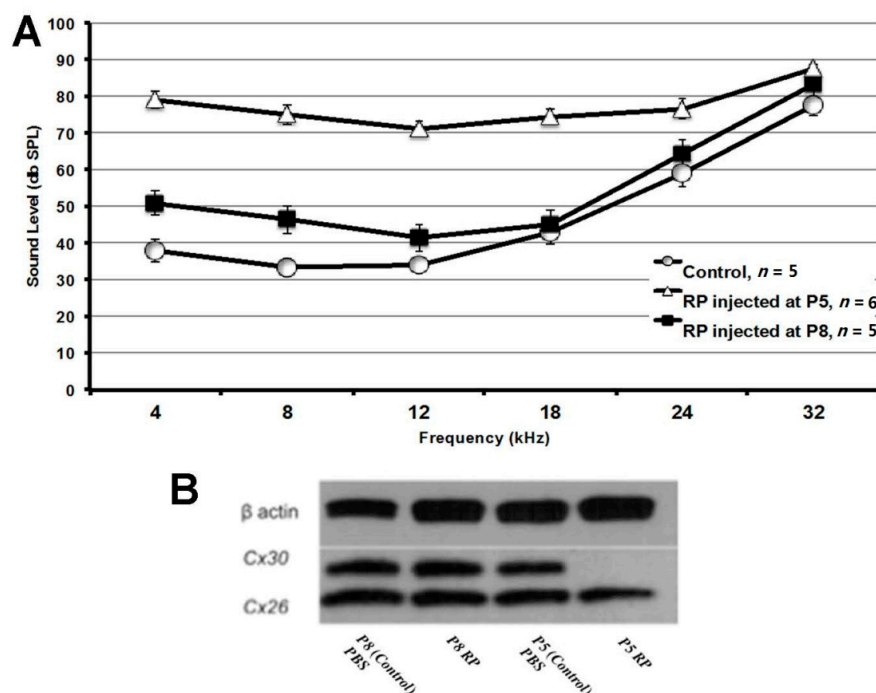 A
100
90
80
70
60
50
40
30
20
10
0
Sound Level (db SPL)
4 8 12 18 24 32
Frequency (kHz)
Control, n = 5
RP injected at P5, n = 6
RP injected at P8, n = 5
B
β actin
Cx30
Cx26
P8 (Control)
PBS
P8 RP
P5 (Control)
PBS
P5 RP